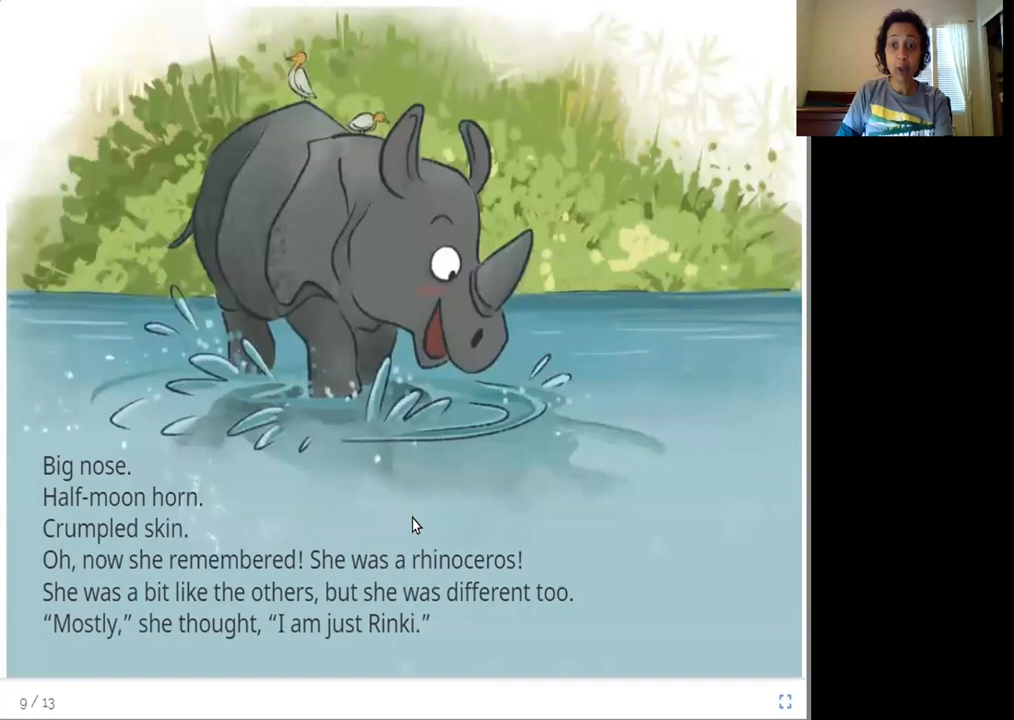 Big nose.
Half-moon horn.
Crumpled skin.
Oh, now she remembered! She was a rhinoceros!
She was a bit like the others, but she was different too.
“Mostly,” she thought, “I am just Rinki.”
9 / 13